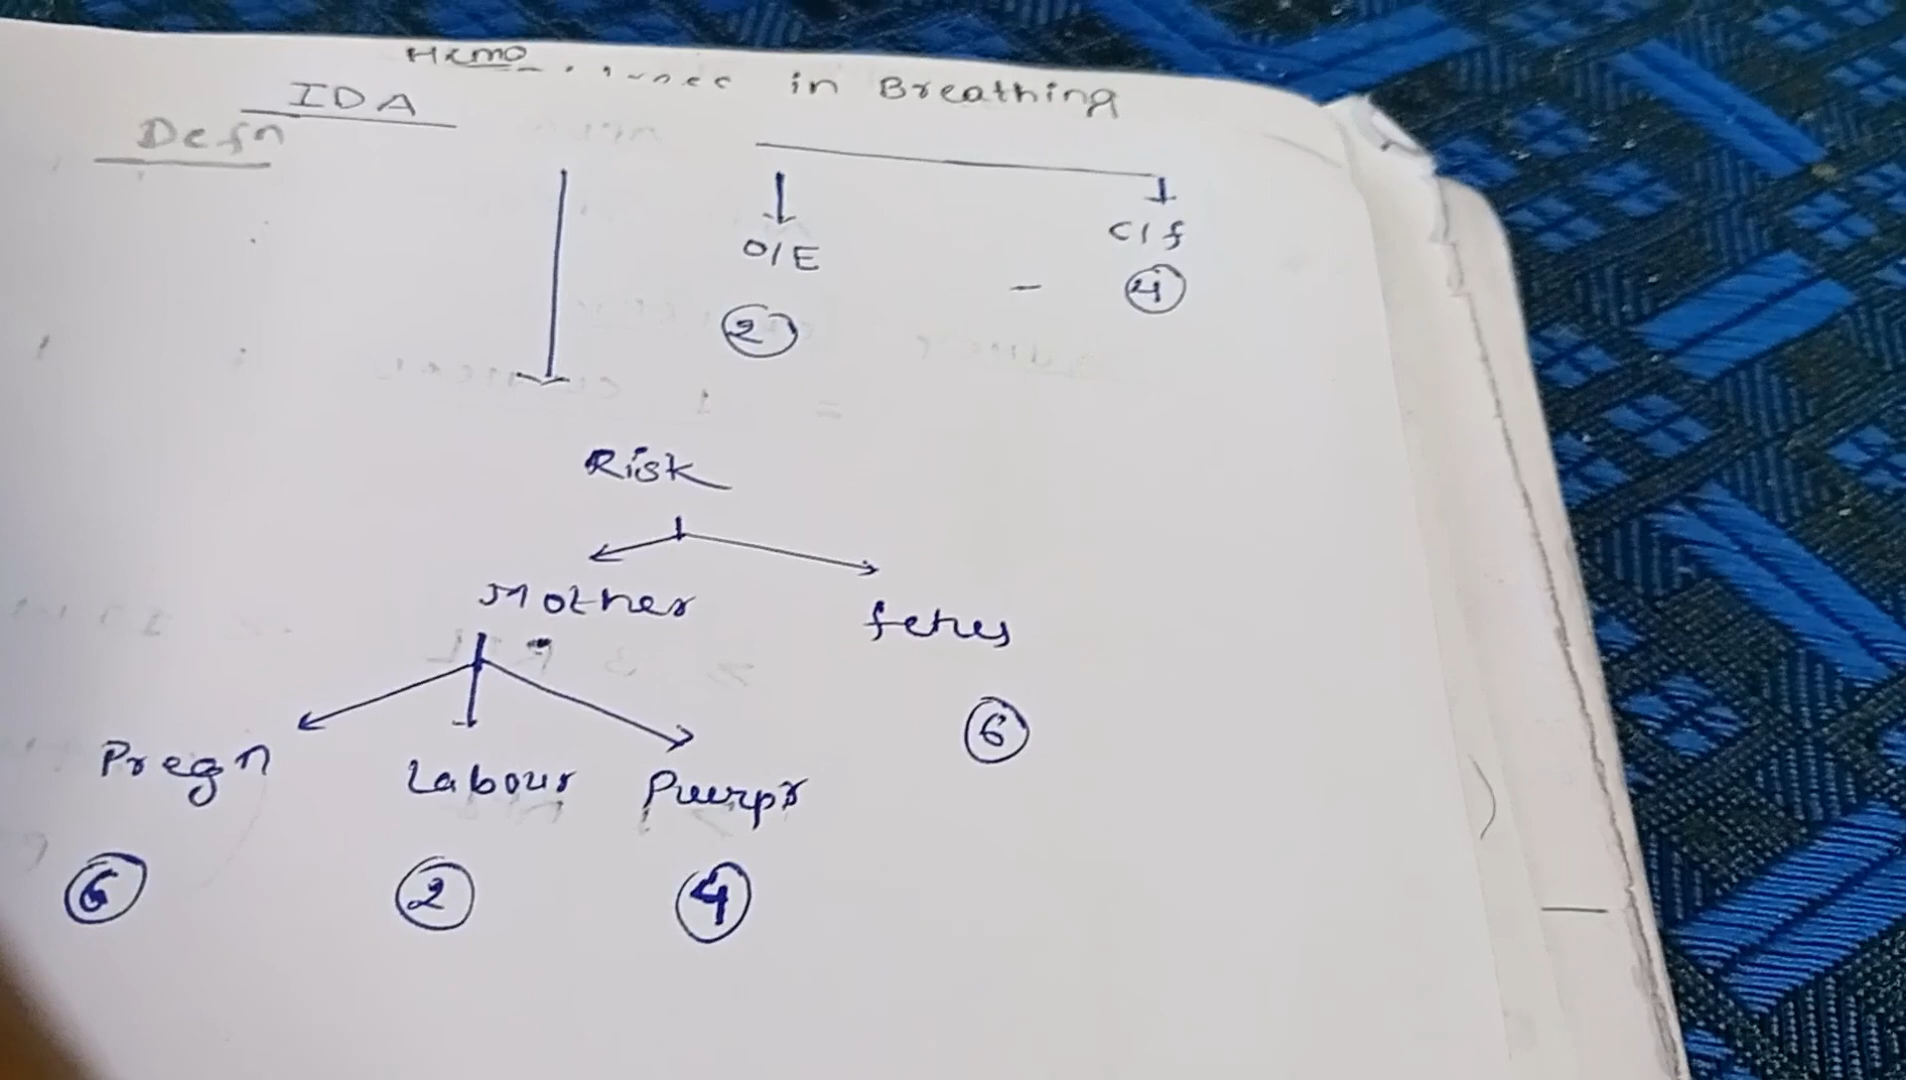 Hemo in Breathing
IDA
Defn
O/E
C/f
2
4
Risk
Mother
fetus
6
Pregn
Labour
Puerpr
6
2
4